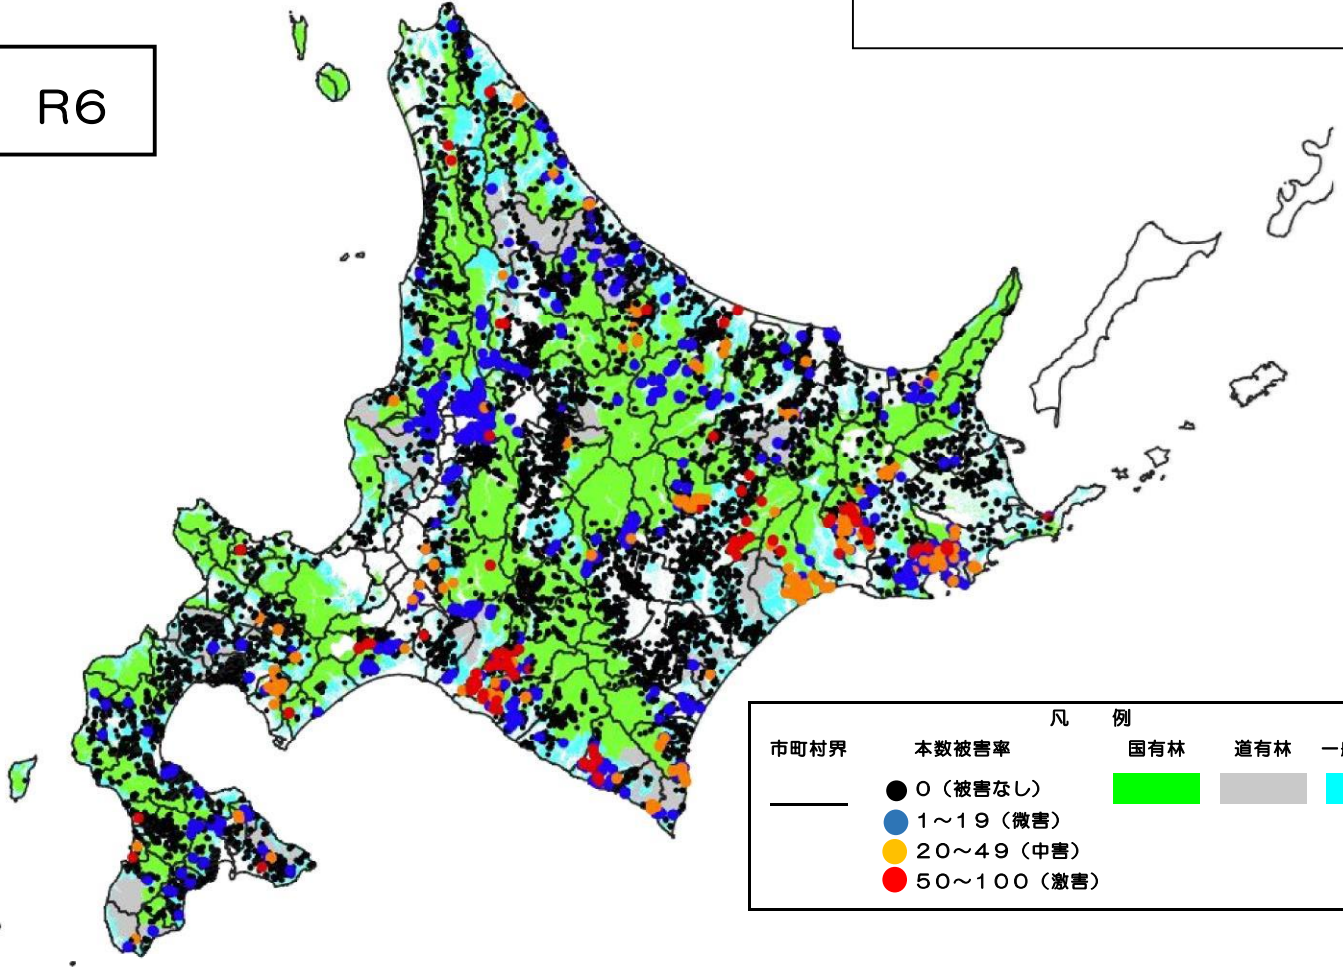 R6
凡 例
市町村界
本数被害率
国有林
道有林
一
０（被害なし）
１～１９（微害）
２０～４９（中害）
５０～１００（激害）